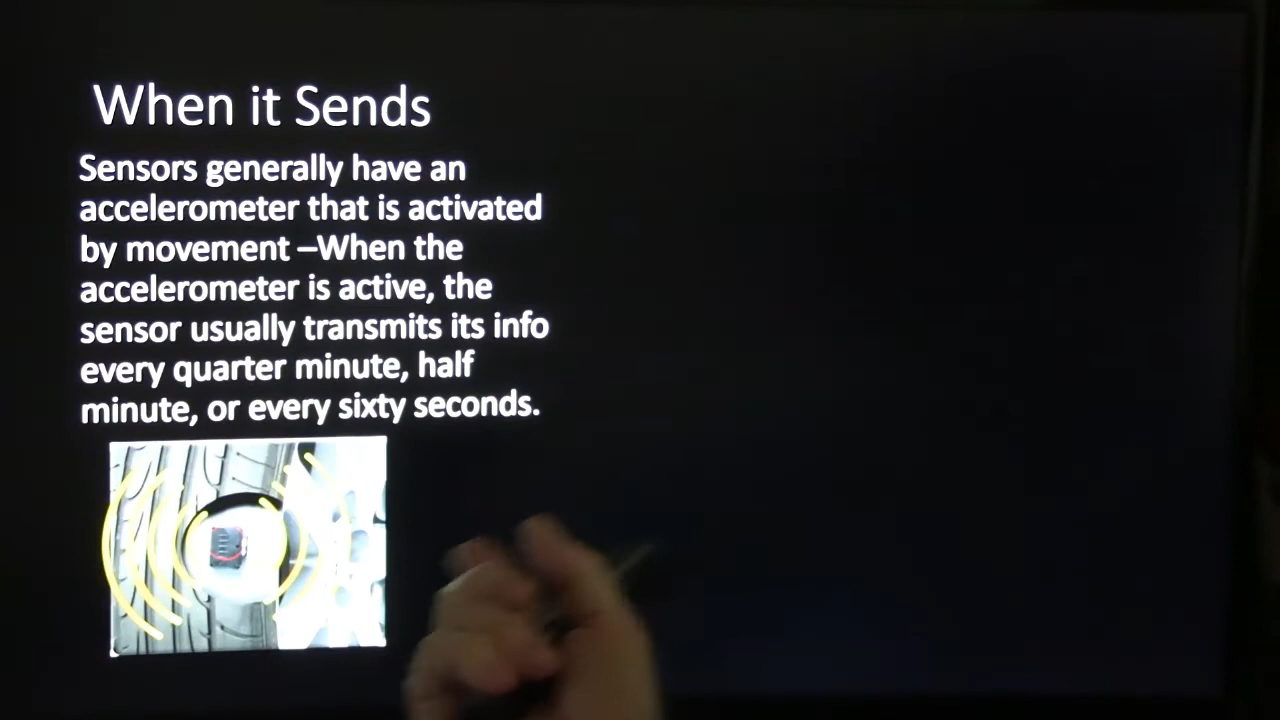 When it Sends
Sensors generally have an
accelerometer that is activated
by movement –When the
accelerometer is active, the
sensor usually transmits its info
every quarter minute, half
minute, or every sixty seconds.